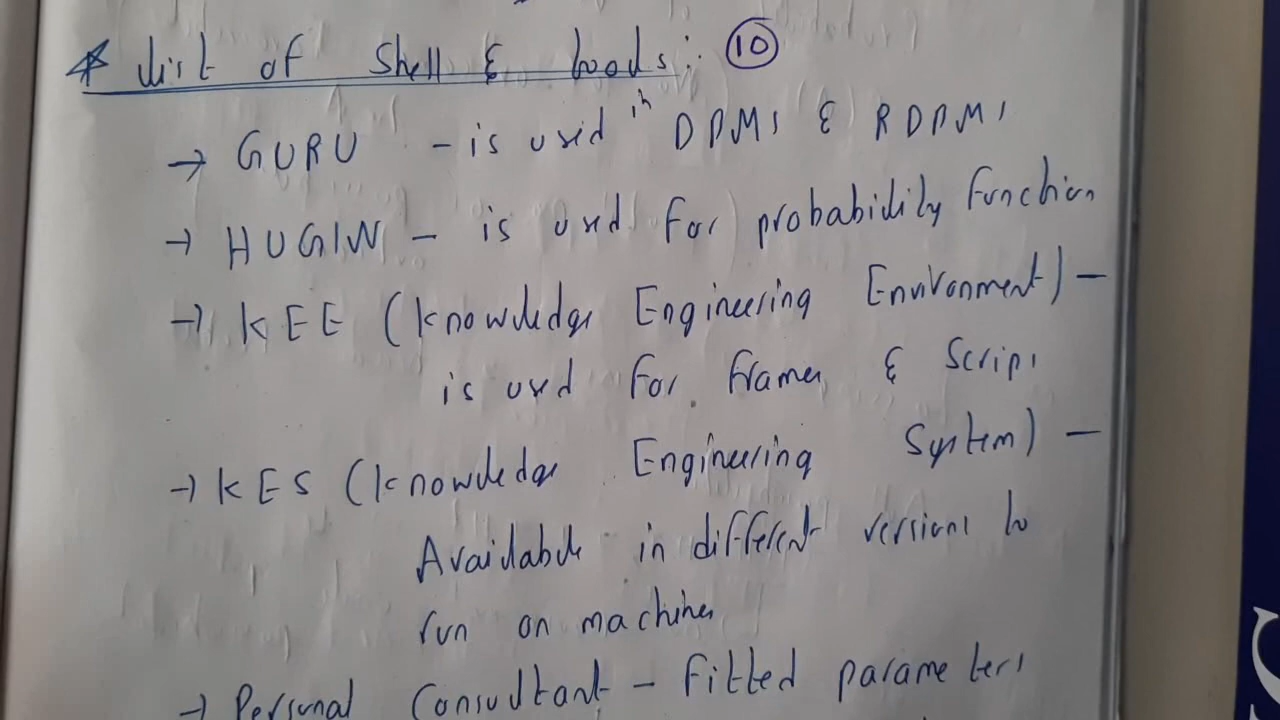 * List of Shell & tools: 10
→ GURU - is used in DBMS & RDBMS
→ HUGIN - is used for probability function
→ KEE (Knowledge Engineering Environment) -
is used for frames & Scrips
→ KES (Knowledge Engineering System) -
Available in different versions to
run on machines
→ Personal Consultant - Fitted parameters